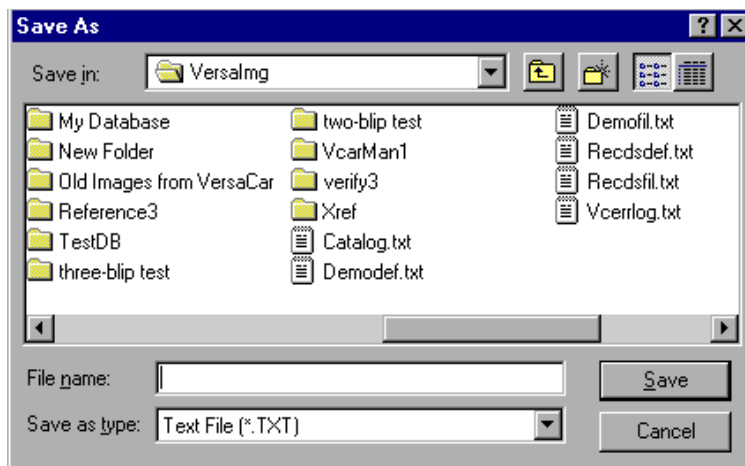 Save As
Save in: VersaImg
My Database
New Folder
Old Images from VersaCar
Reference3
TestDB
three-blip test
two-blip test
VcarMan1
verify3
Xref
Catalog.txt
Demodef.txt
Demofil.txt
Recdsdef.txt
Recdsfil.txt
Vcerrlog.txt
File name:
Save
Save as type: Text File (*.TXT)
Cancel